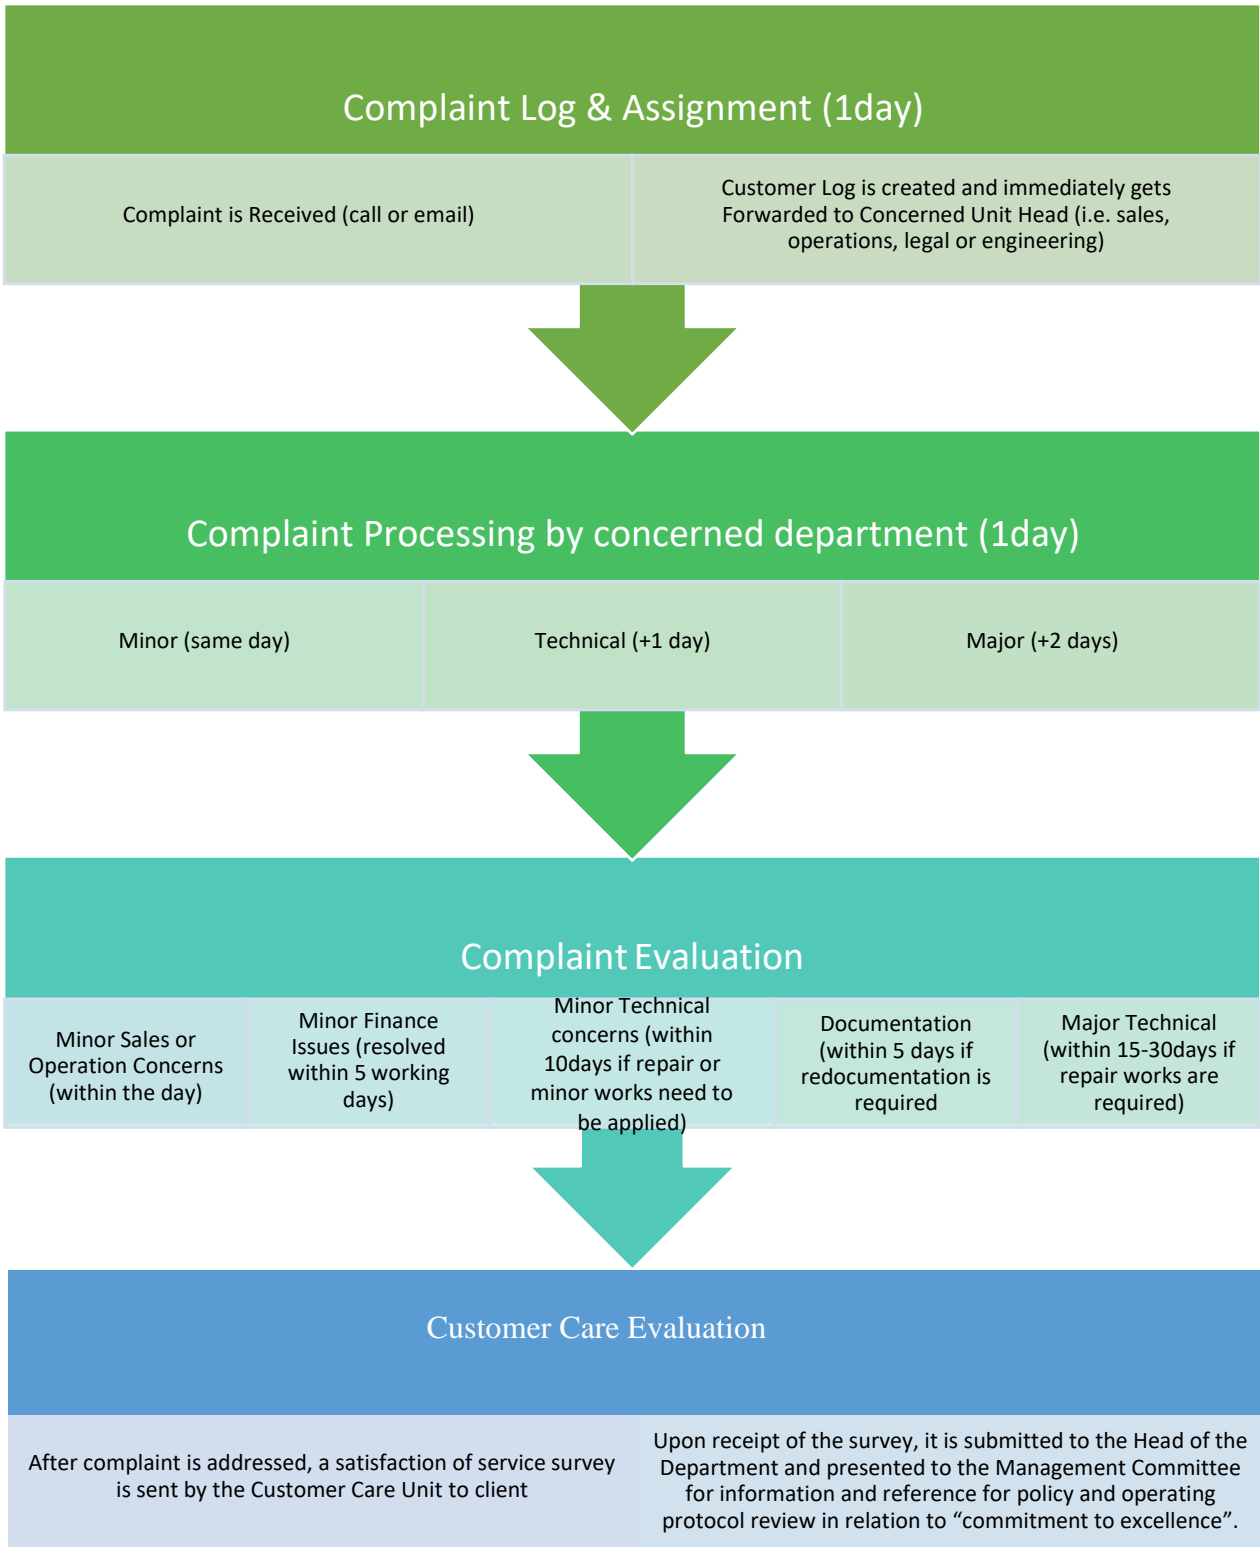 Complaint Log & Assignment (1day)
Complaint is Received (call or email)
Customer Log is created and immediately gets
Forwarded to Concerned Unit Head (i.e. sales,
operations, legal or engineering)
Complaint Processing by concerned department (1day)
Minor (same day)
Technical (+1 day)
Major (+2 days)
Complaint Evaluation
Minor Sales or
Operation Concerns
(within the day)
Minor Finance
Issues (resolved
within 5 working
days)
Minor Technical
concerns (within
10days if repair or
minor works need to
be applied)
Documentation
(within 5 days if
redocumentation is
required
Major Technical
(within 15-30days if
repair works are
required)
Customer Care Evaluation
After complaint is addressed, a satisfaction of service survey
is sent by the Customer Care Unit to client
Upon receipt of the survey, it is submitted to the Head of the
Department and presented to the Management Committee
for information and reference for policy and operating
protocol review in relation to “commitment to excellence”.